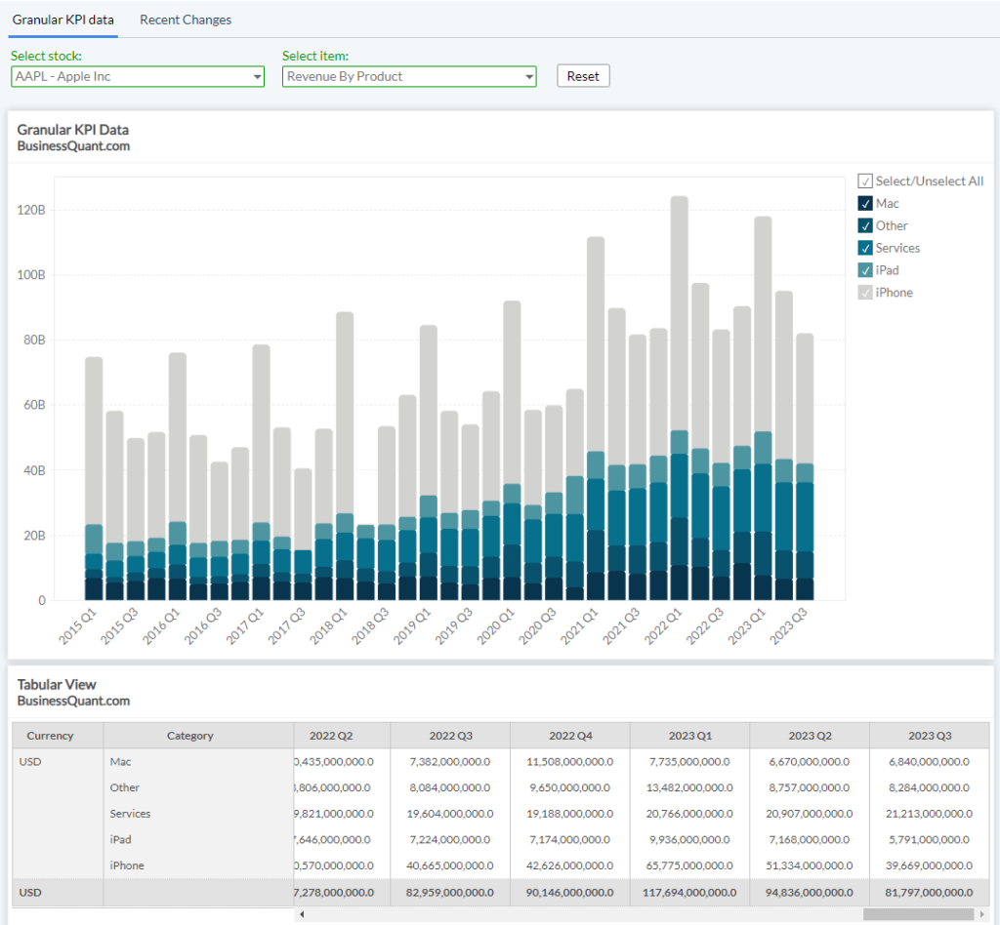 Granular KPI data Recent Changes
Select stock: Select item:
AAPL - Apple Inc Revenue By Product Reset
Granular KPI Data
BusinessQuant.com
Select/Unselect All
Mac
Other
Services
iPad
iPhone
120B
100B
80B
60B
40B
20B
0
2015 Q1 2015 Q3 2016 Q1 2016 Q3 2017 Q1 2017 Q3 2018 Q1 2018 Q3 2019 Q1 2019 Q3 2020 Q1 2020 Q3 2021 Q1 2021 Q3 2022 Q1 2022 Q3 2023 Q1 2023 Q3
Tabular View
BusinessQuant.com
Currency Category 2022 Q2 2022 Q3 2022 Q4 2023 Q1 2023 Q2 2023 Q3
USD Mac 0,435,000,000.0 7,382,000,000.0 11,508,000,000.0 7,735,000,000.0 6,670,000,000.0 6,840,000,000.0
Other ,806,000,000.0 8,084,000,000.0 9,650,000,000.0 13,482,000,000.0 8,757,000,000.0 8,284,000,000.0
Services 9,821,000,000.0 19,604,000,000.0 19,188,000,000.0 20,766,000,000.0 20,907,000,000.0 21,213,000,000.0
iPad ,646,000,000.0 7,224,000,000.0 7,174,000,000.0 9,936,000,000.0 7,168,000,000.0 5,791,000,000.0
iPhone 0,570,000,000.0 40,665,000,000.0 42,626,000,000.0 65,775,000,000.0 51,334,000,000.0 39,669,000,000.0
USD 7,278,000,000.0 82,959,000,000.0 90,146,000,000.0 117,694,000,000.0 94,836,000,000.0 81,797,000,000.0